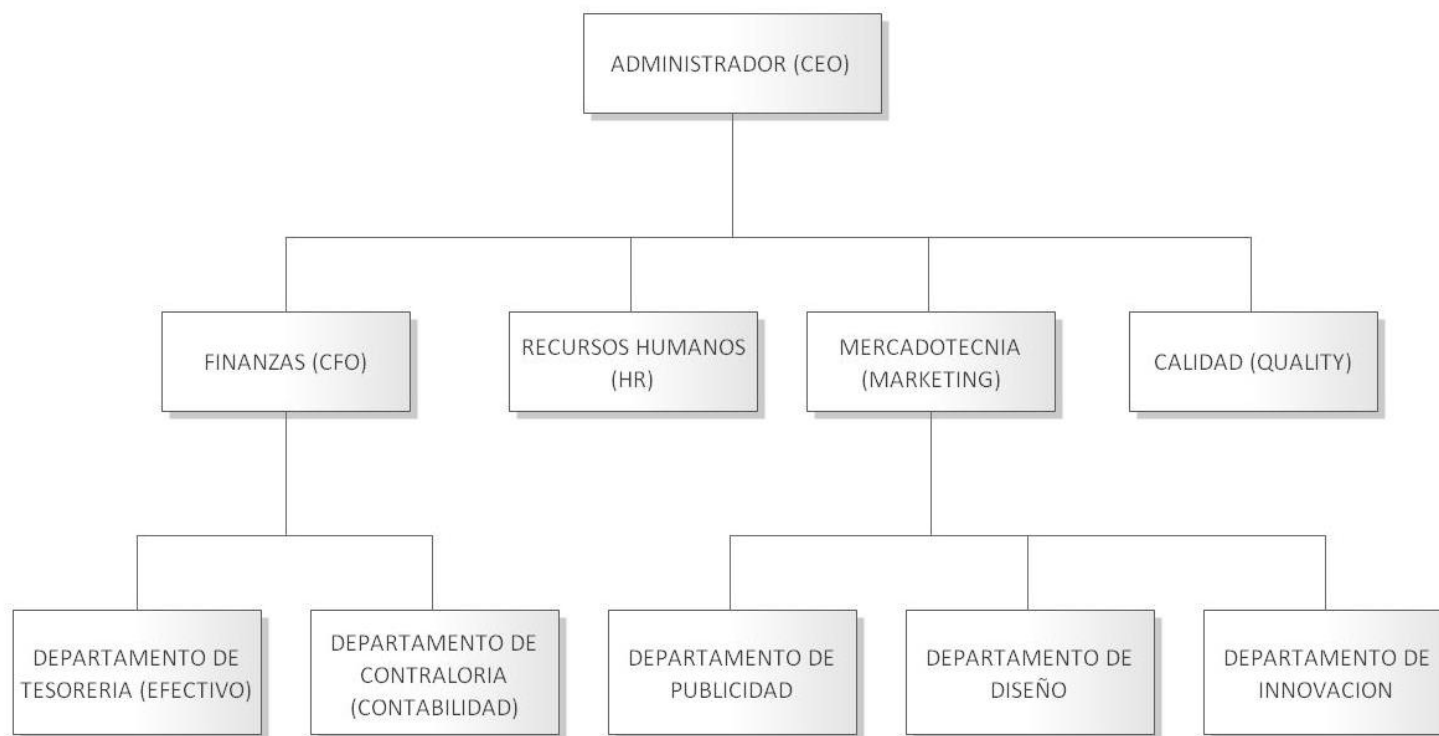 ADMINISTRADOR (CEO)
FINANZAS (CFO)
RECURSOS HUMANOS
(HR)
MERCADOTECNIA
(MARKETING)
CALIDAD (QUALITY)
DEPARTAMENTO DE
TESORERIA (EFECTIVO)
DEPARTAMENTO DE
CONTRALORIA
(CONTABILIDAD)
DEPARTAMENTO DE
PUBLICIDAD
DEPARTAMENTO DE
DISEÑO
DEPARTAMENTO DE
INNOVACION